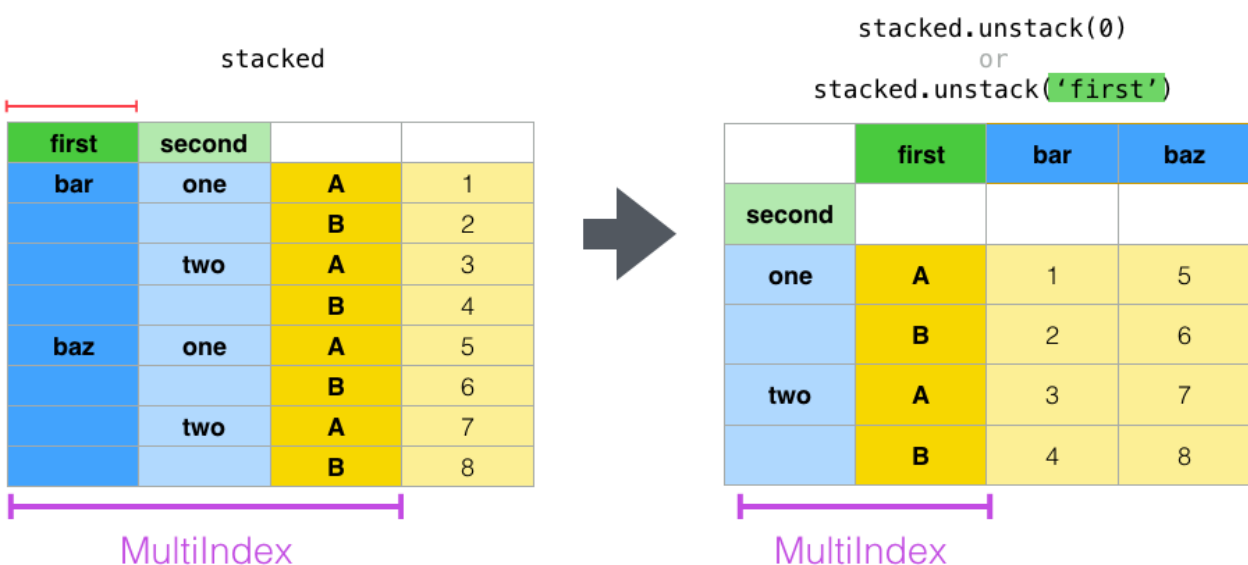 stacked
first second
bar one A 1
B 2
two A 3
B 4
baz one A 5
B 6
two A 7
B 8
MultiIndex
stacked.unstack(0)
or
stacked.unstack(‘first’)
first bar baz
second
one A 1 5
B 2 6
two A 3 7
B 4 8
MultiIndex